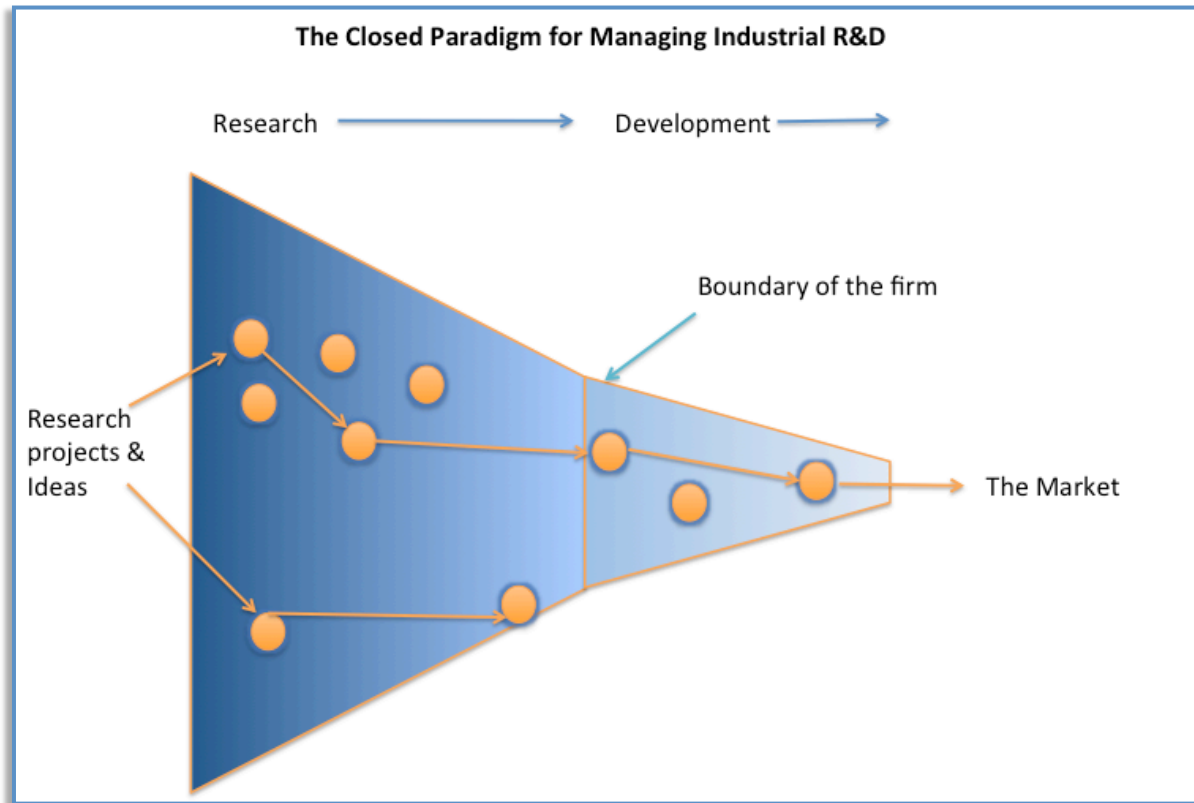 The Closed Paradigm for Managing Industrial R&D
Research
Development
Boundary of the firm
Research
projects &
Ideas
The Market